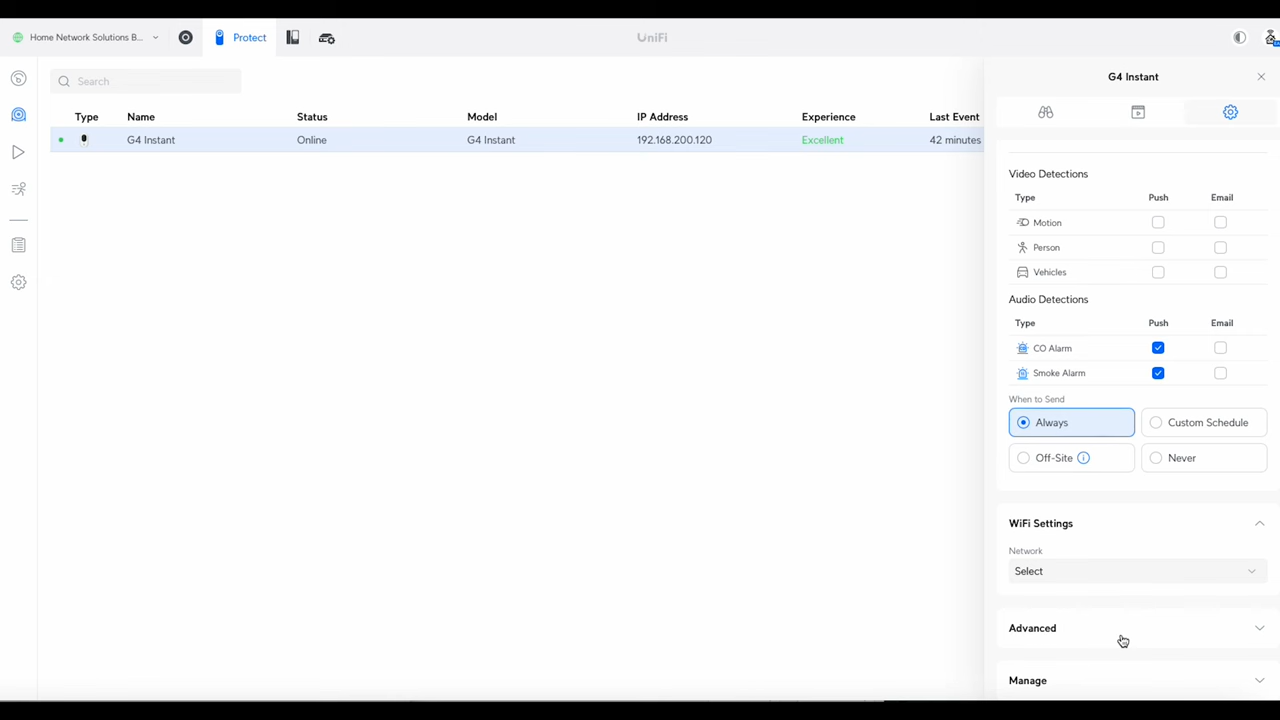 Home Network Solutions B...
Protect
UniFi
Search
G4 Instant
Type Name Status Model IP Address Experience Last Event
G4 Instant Online G4 Instant 192.168.200.120 Excellent 42 minutes
Video Detections
Type Push Email
Motion
Person
Vehicles
Audio Detections
Type Push Email
CO Alarm
Smoke Alarm
When to Send
Always Custom Schedule
Off-Site Never
WiFi Settings
Network
Select
Advanced
Manage